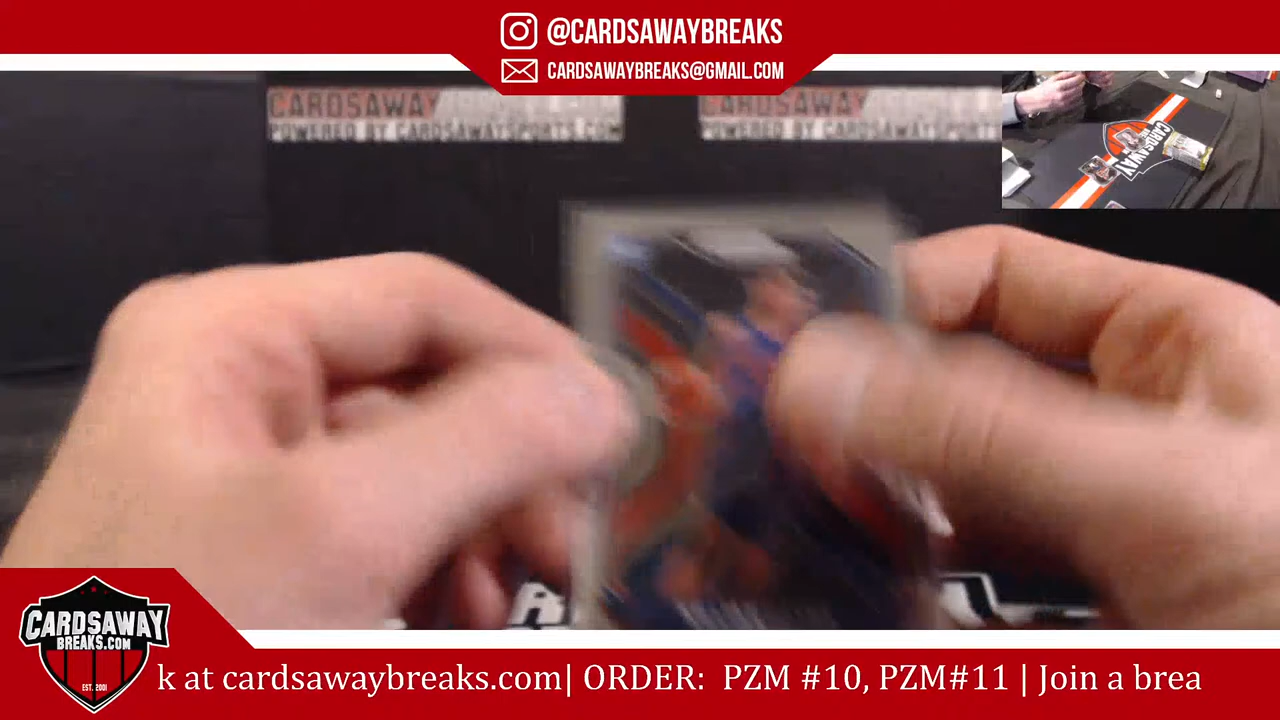 @CARDSAWAYBREAKS
CARDSAWAYBREAKS@GMAIL.COM
CARDSAWAY
POWERED BY CARDSAWAYSPORTS.COM
CARDSAWAY
POWERED BY CARDSAWAYSPORTS
CARDSAWAY
CARDSAWAY
BREAKS.COM
EST. 2001
k at cardsawaybreaks.com| ORDER: PZM #10, PZM#11 | Join a brea